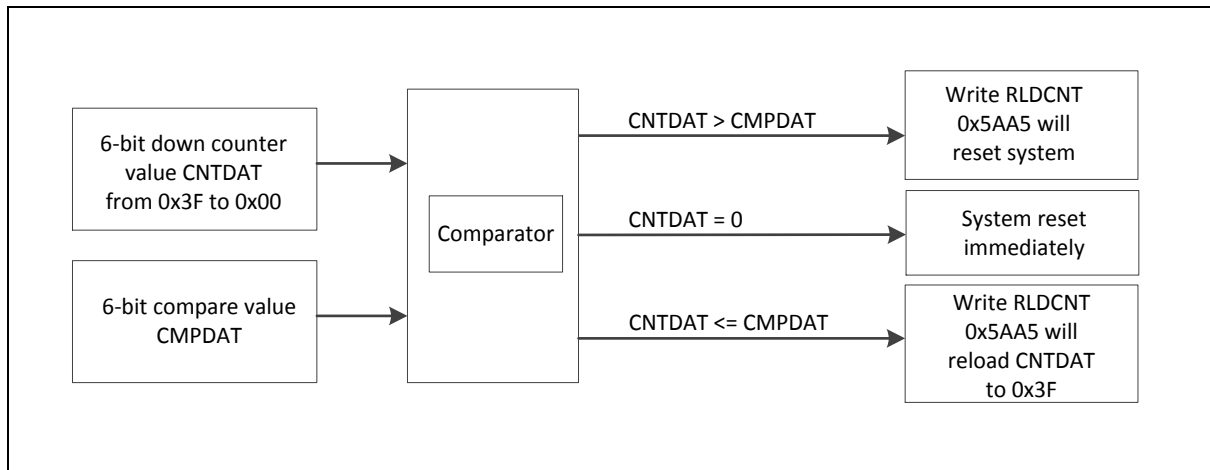 6-bit down counter
value CNTDAT
from 0x3F to 0x00
6-bit compare value
CMPDAT
Comparator
CNTDAT > CMPDAT
CNTDAT = 0
CNTDAT <= CMPDAT
Write RLDCNT
0x5AA5 will
reset system
System reset
immediately
Write RLDCNT
0x5AA5 will
reload CNTDAT
to 0x3F